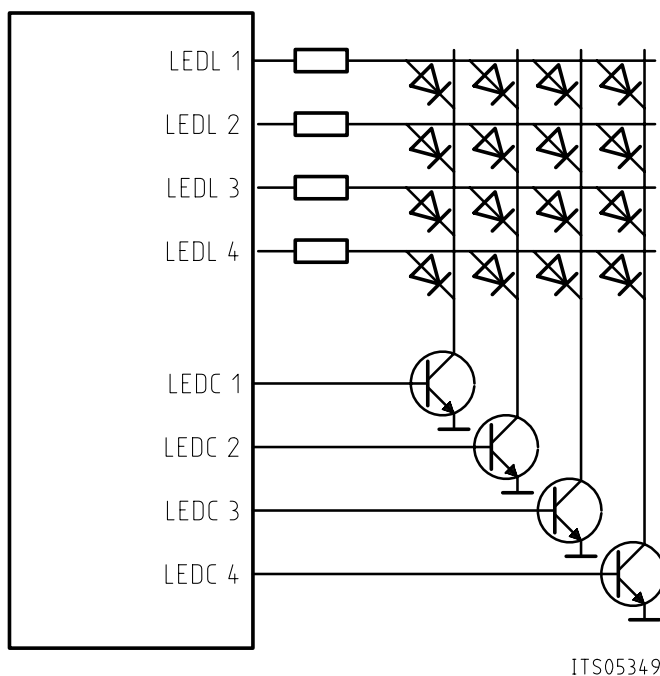 LEDL 1
LEDL 2
LEDL 3
LEDL 4
LEDC 1
LEDC 2
LEDC 3
LEDC 4
ITS05349